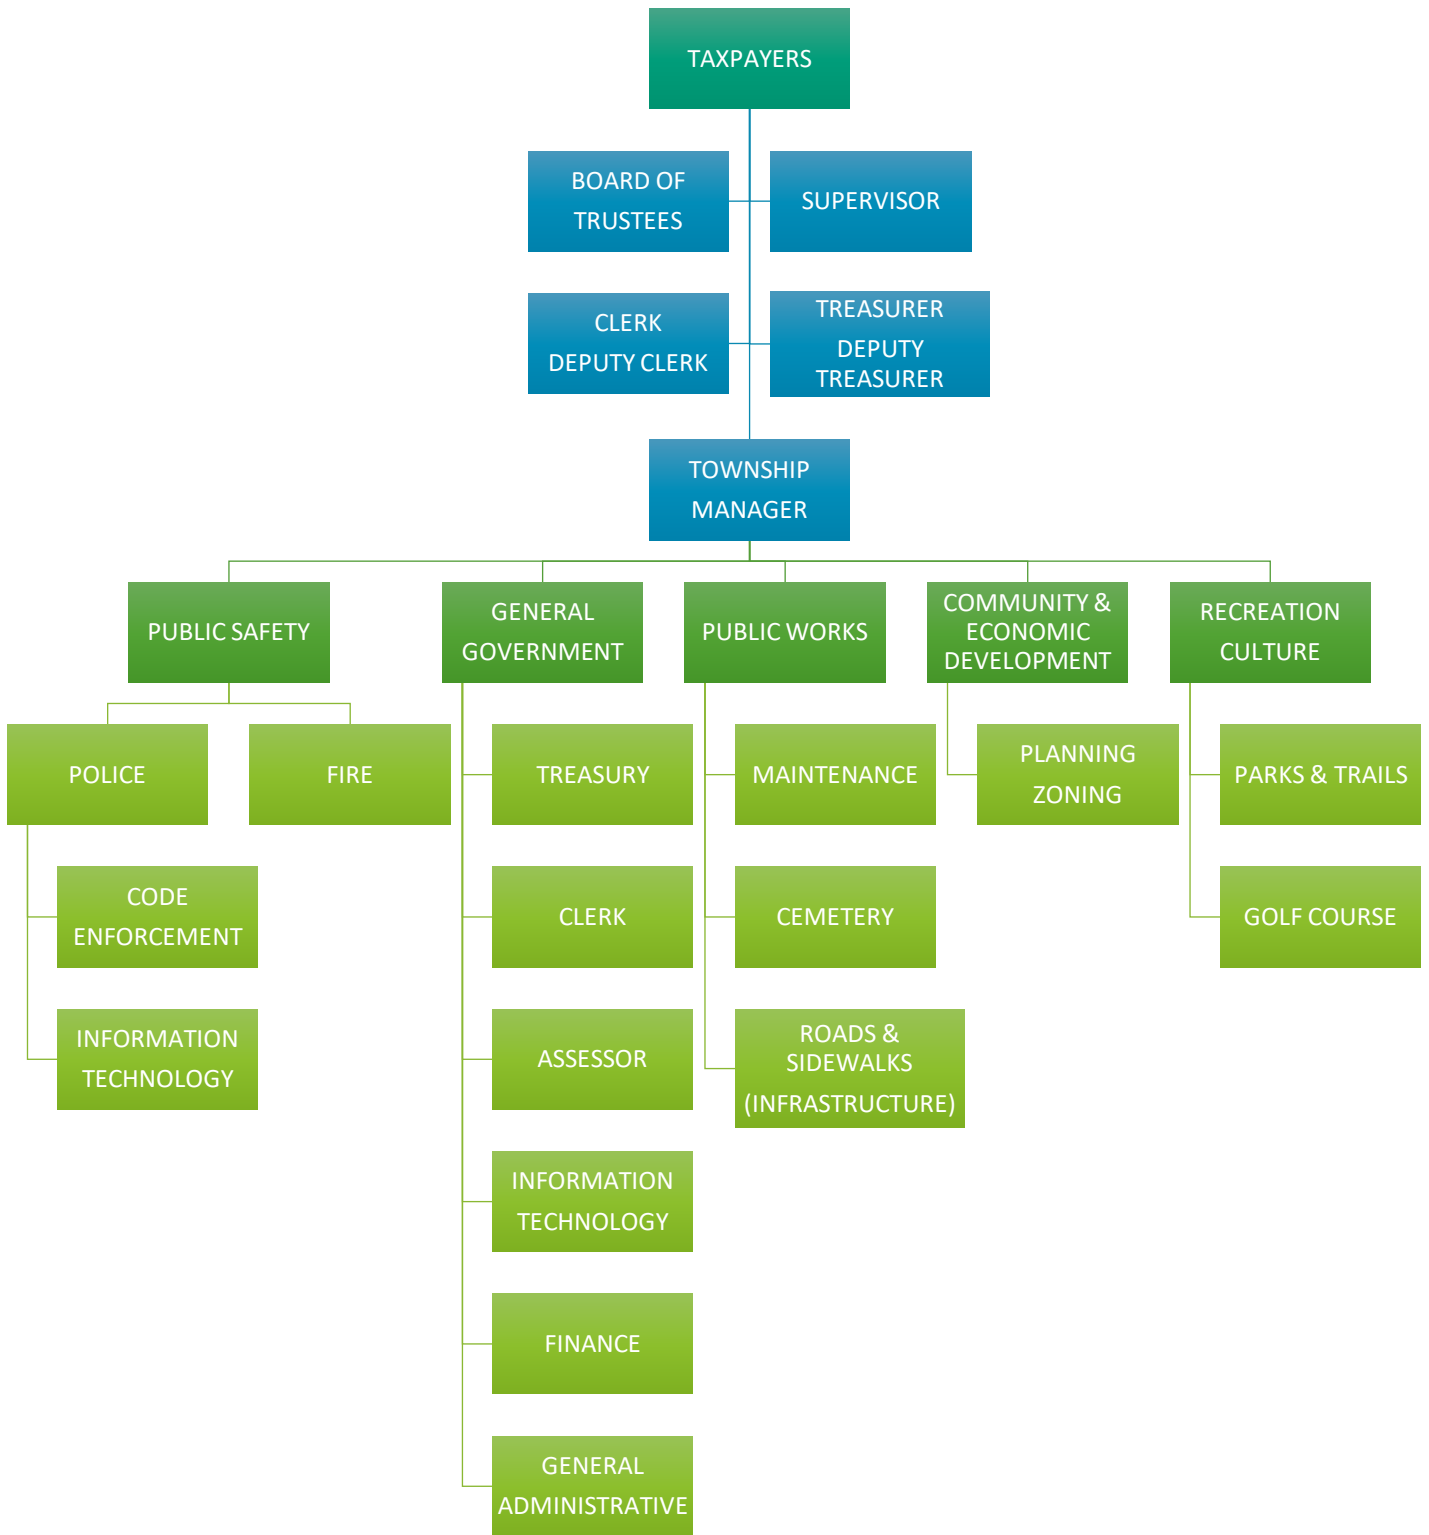 TAXPAYERS
BOARD OF
TRUSTEES
SUPERVISOR
CLERK
DEPUTY CLERK
TREASURER
DEPUTY
TREASURER
TOWNSHIP
MANAGER
PUBLIC SAFETY
GENERAL
GOVERNMENT
PUBLIC WORKS
COMMUNITY &
ECONOMIC
DEVELOPMENT
RECREATION
CULTURE
POLICE
FIRE
TREASURY
MAINTENANCE
PLANNING
ZONING
PARKS & TRAILS
CODE
ENFORCEMENT
CLERK
CEMETERY
GOLF COURSE
INFORMATION
TECHNOLOGY
ASSESSOR
ROADS &
SIDEWALKS
(INFRASTRUCTURE)
INFORMATION
TECHNOLOGY
FINANCE
GENERAL
ADMINISTRATIVE